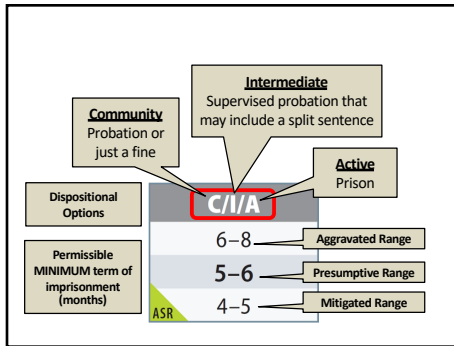 Intermediate
Supervised probation that
may include a split sentence
Community
Probation or
just a fine
Active
Prison
Dispositional
Options
C/I/A
6–8
Aggravated Range
Permissible
MINIMUM term of
imprisonment
(months)
5–6
Presumptive Range
ASR
4–5
Mitigated Range